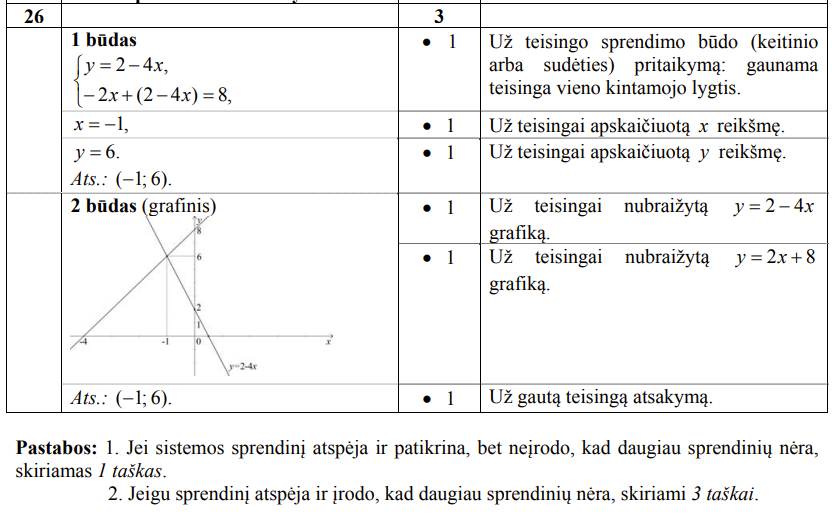 26
3
1 būdas
• 1
Už teisingo sprendimo būdo (keitinio
arba sudėties) pritaikymą: gaunama
teisinga vieno kintamojo lygtis.
{ y = 2 – 4x,
– 2x + (2 – 4x) = 8,
x = –1,
• 1
Už teisingai apskaičiuotą x reikšmę.
y = 6.
• 1
Už teisingai apskaičiuotą y reikšmę.
Ats.: (–1; 6).
2 būdas (grafinis)
• 1
Už teisingai nubraižytą y = 2 – 4x
grafiką.
• 1
Už teisingai nubraižytą y = 2x + 8
grafiką.
y
8
6
2
1
-4
-1
0
x
y=2-4x
Ats.: (–1; 6).
• 1
Už gautą teisingą atsakymą.
Pastabos: 1. Jei sistemos sprendinį atspėja ir patikrina, bet neįrodo, kad daugiau sprendinių nėra,
skiriamas 1 taškas.
2. Jeigu sprendinį atspėja ir įrodo, kad daugiau sprendinių nėra, skiriami 3 taškai.